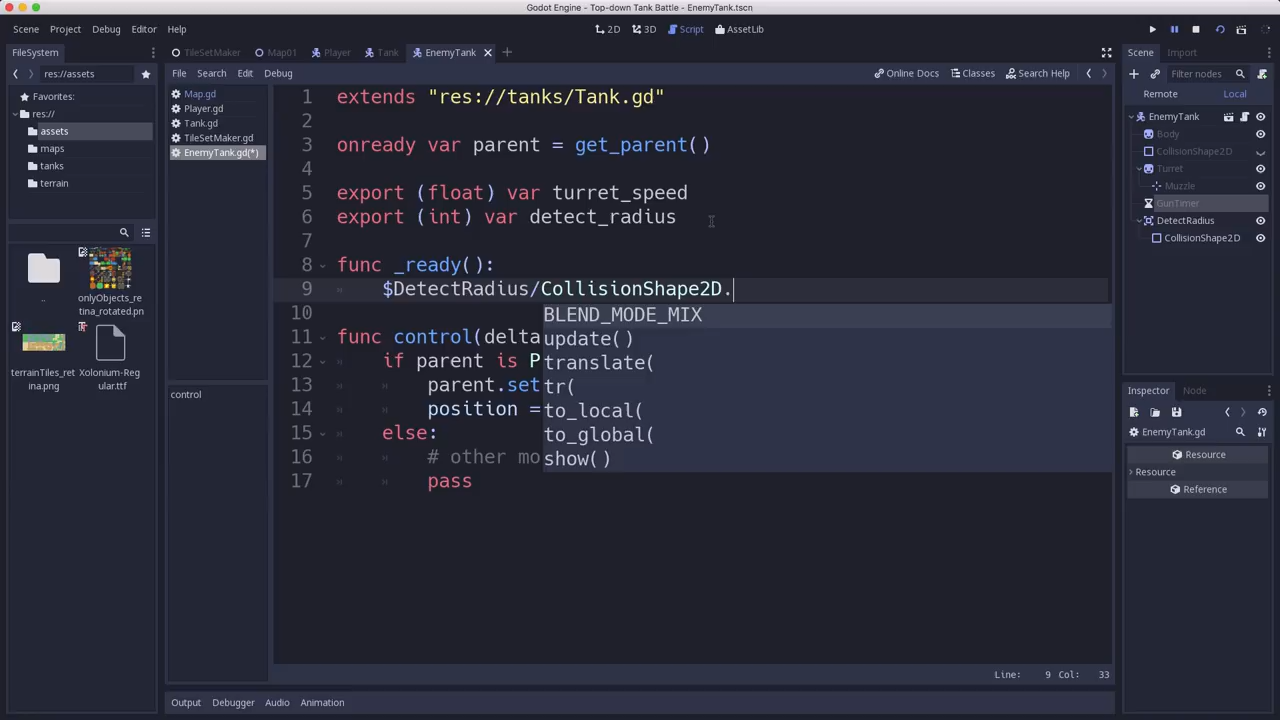 Godot Engine - Top-down Tank Battle - EnemyTank.tscn
Scene Project Debug Editor Help
2D 3D Script AssetLib
FileSystem
TileSetMaker Map01 Player Tank EnemyTank
Scene Import
res://assets
File Search Edit Debug
Online Docs Classes Search Help
Filter nodes
Favorites:
res://
assets
maps
tanks
terrain
Map.gd
Player.gd
Tank.gd
TileSetMaker.gd
EnemyTank.gd(*)
1 extends "res://tanks/Tank.gd"
2
3 onready var parent = get_parent()
4
5 export (float) var turret_speed
6 export (int) var detect_radius
7
8 func _ready():
9 $DetectRadius/CollisionShape2D.
10
11 func control(delta
12 if parent is P
13 parent.set
14 position =
15 else:
16 # other mo
17 pass
BLEND_MODE_MIX
update()
translate(
tr(
to_local(
to_global(
show()
Remote Local
EnemyTank
Body
CollisionShape2D
Turret
Muzzle
GunTimer
DetectRadius
CollisionShape2D
..
onlyObjects_re
tina_rotated.pn
terrainTiles_ret
ina.png
Xolonium-Reg
ular.ttf
control
Inspector Node
EnemyTank.gd
Resource
Resource
Reference
Line: 9 Col: 33
Output Debugger Audio Animation